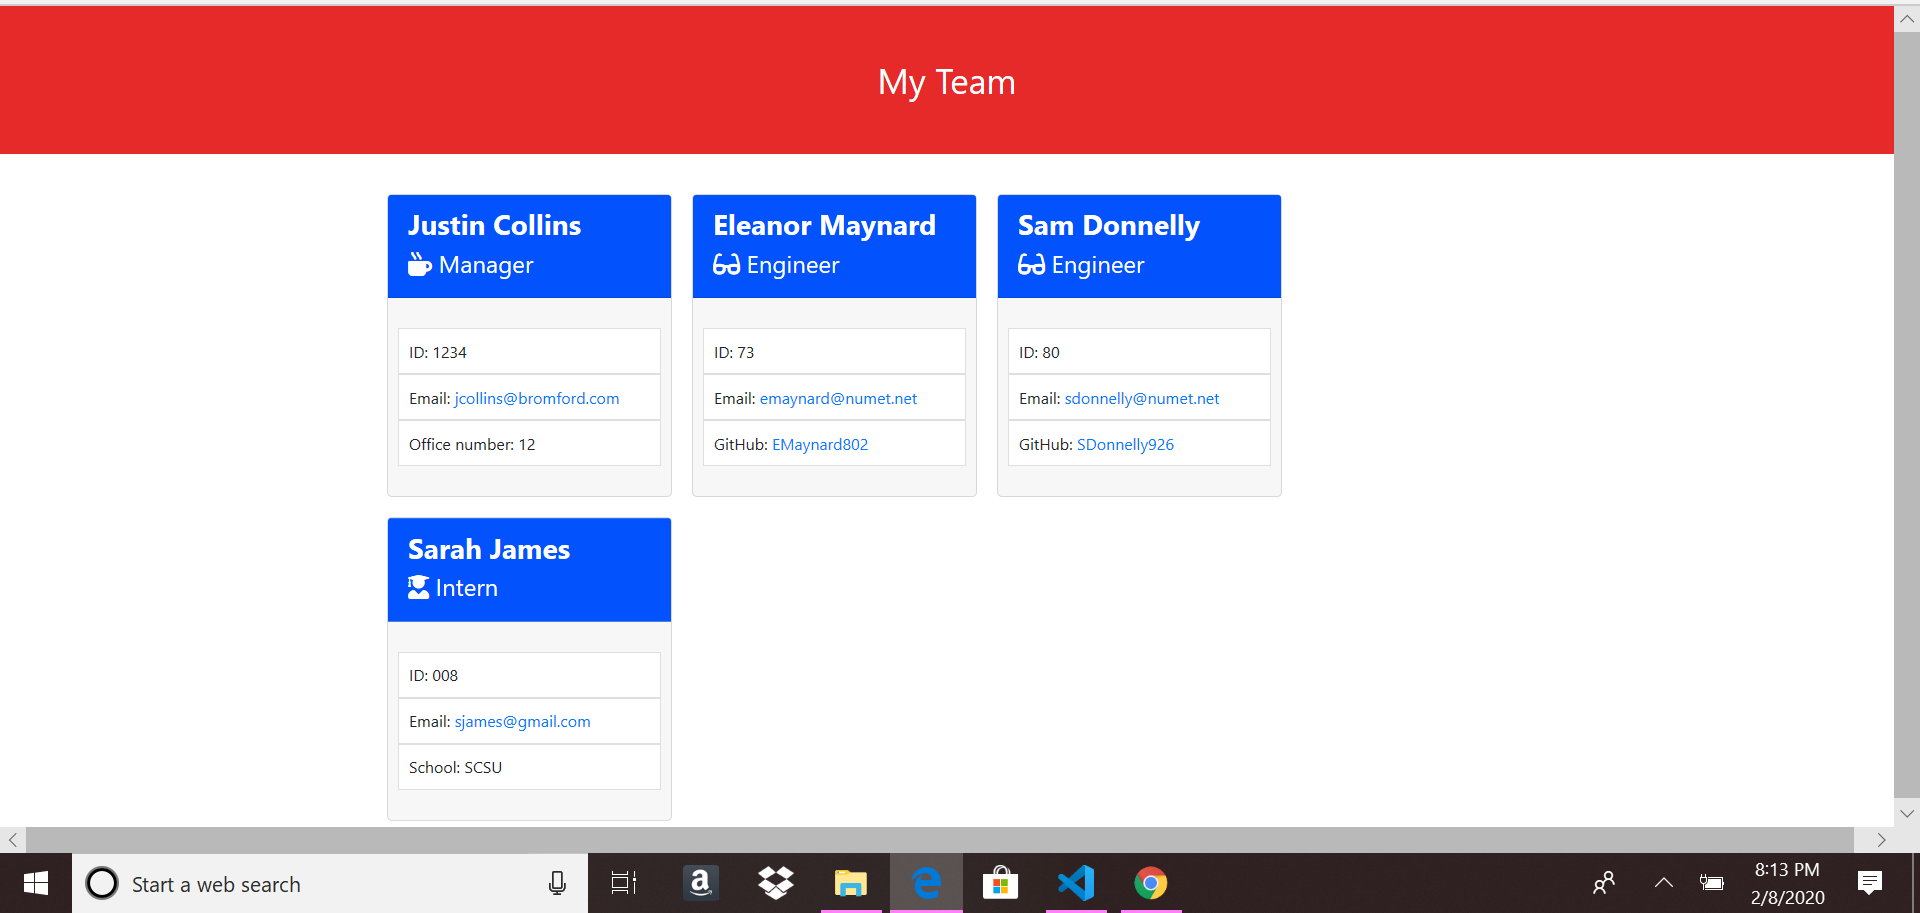 My Team
Justin Collins
Manager
ID: 1234
Email: jcollins@bromford.com
Office number: 12
Eleanor Maynard
Engineer
ID: 73
Email: emaynard@numet.net
GitHub: EMaynard802
Sam Donnelly
Engineer
ID: 80
Email: sdonnelly@numet.net
GitHub: SDonnelly926
Sarah James
Intern
ID: 008
Email: sjames@gmail.com
School: SCSU
Start a web search
a
8:13 PM
2/8/2020